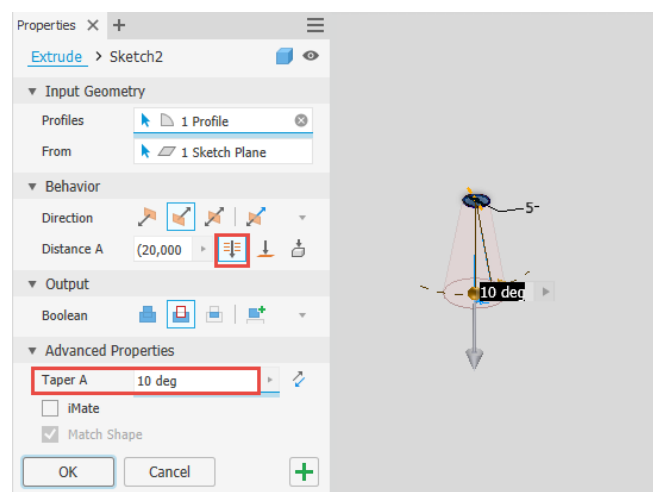 Properties × +
Extrude > Sketch2
Input Geometry
Profiles 1 Profile
From 1 Sketch Plane
Behavior
Direction
Distance A (20,000
Output
Boolean
Advanced Properties
Taper A 10 deg
iMate
Match Shape
OK Cancel +
5-
10 deg